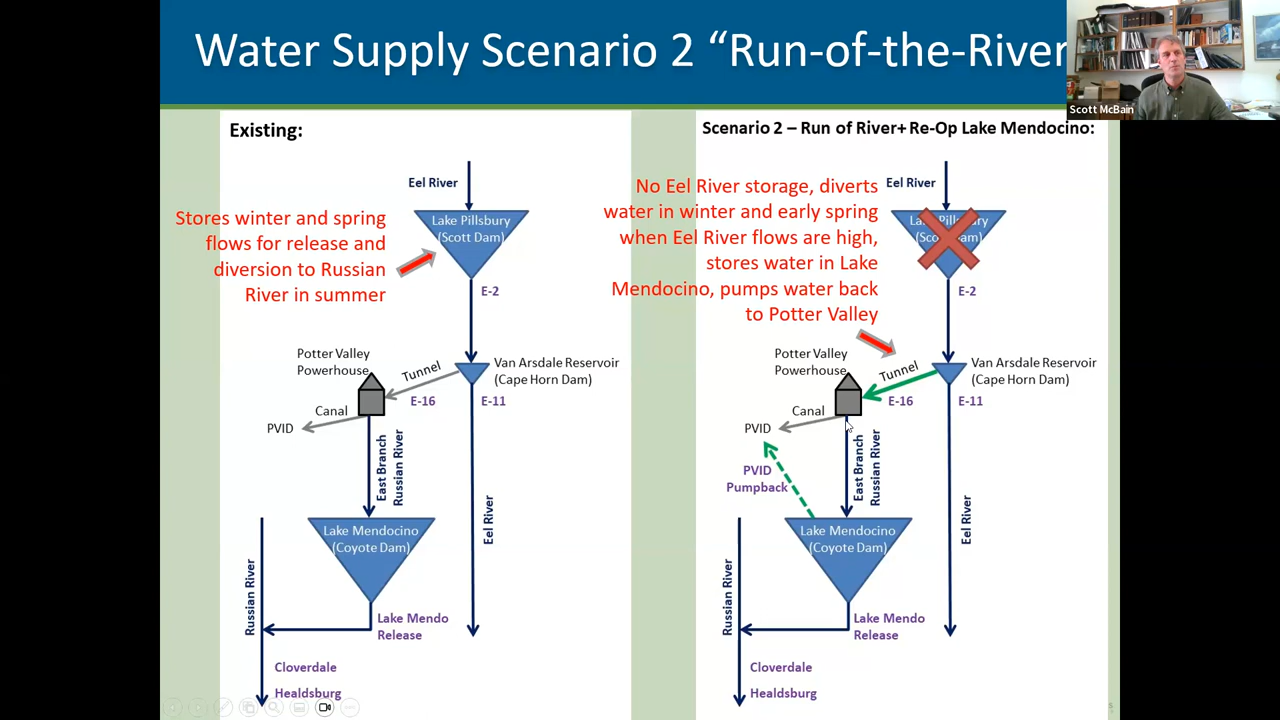 Water Supply Scenario 2 “Run-of-the-River
Scott McBain
Existing:
Eel River
Lake Pillsbury
(Scott Dam)
Stores winter and spring
flows for release and
diversion to Russian
River in summer
E-2
Potter Valley
Powerhouse
Tunnel
Van Arsdale Reservoir
(Cape Horn Dam)
E-16
E-11
Canal
PVID
East Branch
Russian River
Eel River
Lake Mendocino
(Coyote Dam)
Russian River
Lake Mendo
Release
Cloverdale
Healdsburg
Scenario 2 – Run of River+ Re-Op Lake Mendocino:
No Eel River storage, diverts
water in winter and early spring
when Eel River flows are high,
stores water in Lake
Mendocino, pumps water back
to Potter Valley
Eel River
Lake Pillsbury
(Scott Dam)
E-2
Potter Valley
Powerhouse
Tunnel
Van Arsdale Reservoir
(Cape Horn Dam)
E-16
E-11
Canal
PVID
PVID
Pumpback
East Branch
Russian River
Eel River
Lake Mendocino
(Coyote Dam)
Russian River
Lake Mendo
Release
Cloverdale
Healdsburg